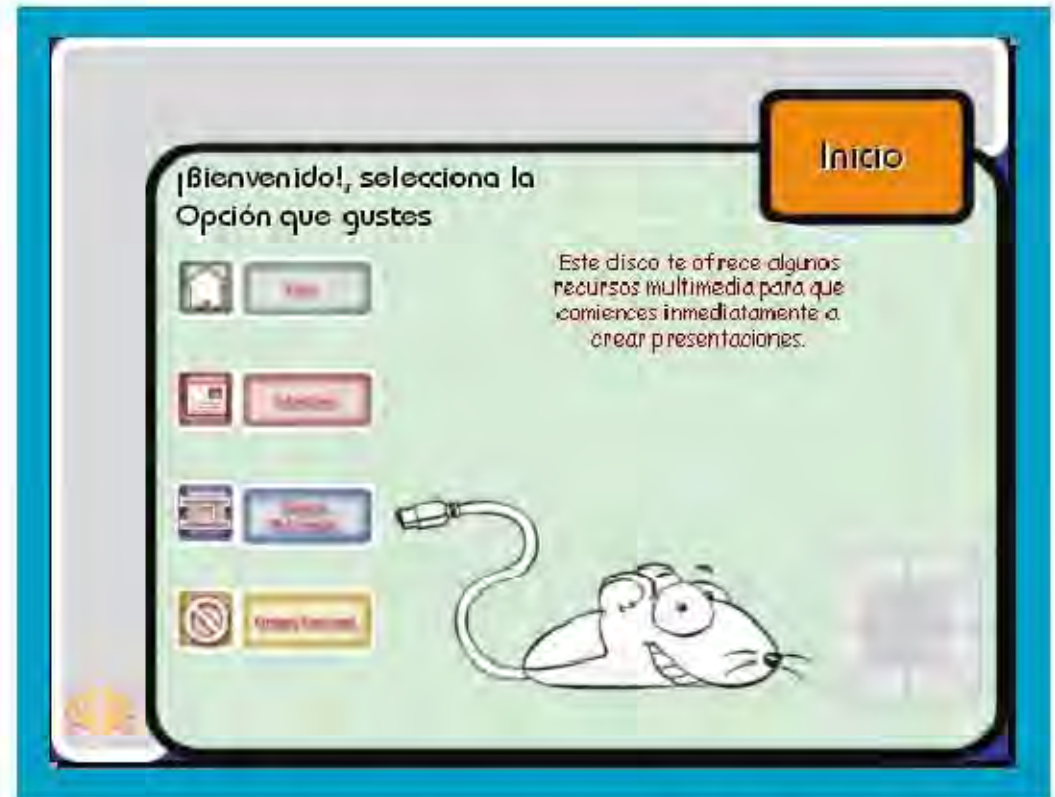 Inicio
¡Bienvenido!, selecciona la
Opción que gustes
Este disco te ofrece algunos
recursos multimedia para que
comiences inmediatamente a
crear presentaciones.